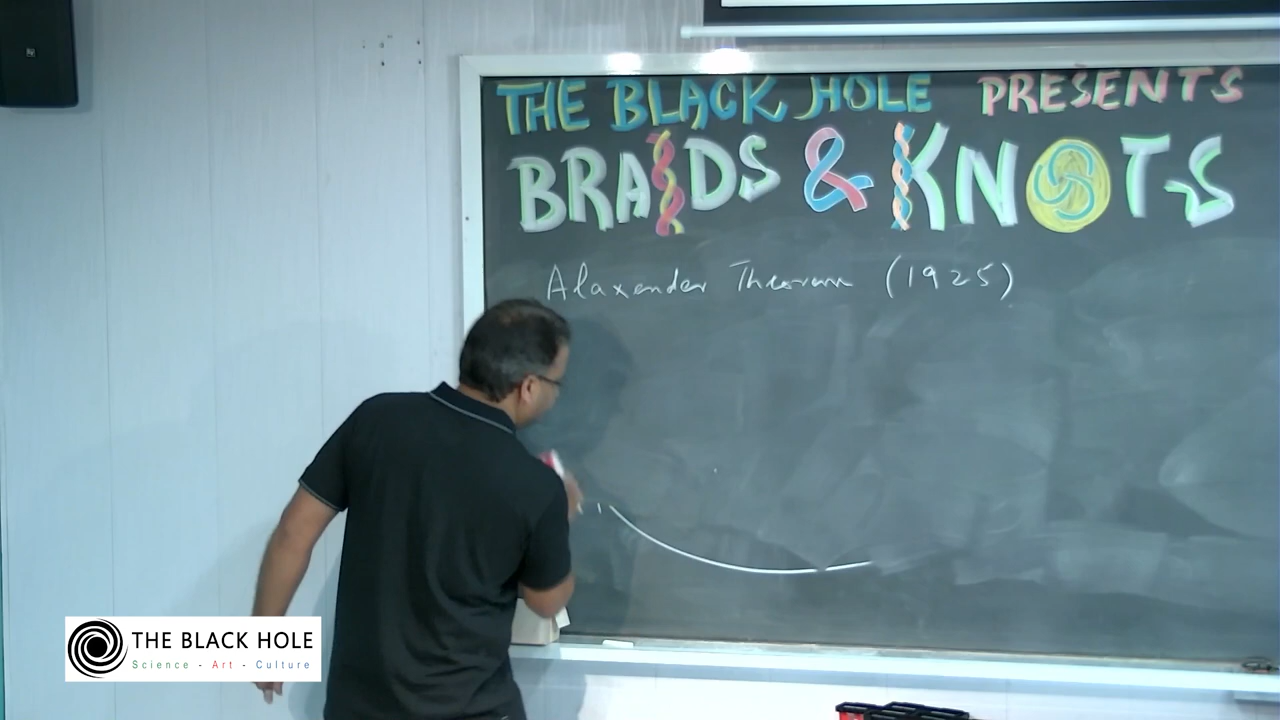 THE BLACK HOLE PRESENTS
BRAIDS & KNOTS
Alaxender Theorem (1925)
THE BLACK HOLE
Science - Art - Culture